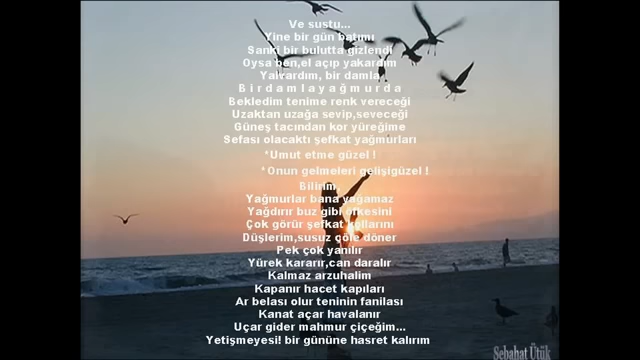 Ve sustu...
Yine bir gün batımı
Sanki bir bulutta gizlendi
Oysa ben,el açıp yakardım
Yalvardım, bir damla
B i r d a m l a y a ğ m u r d a
Bekledim tenime renk vereceği
Uzaktan uzağa sevip,seveceği
Güneş tacından kor yüreğime
Sefası olacaktı şefkat yağmurları
*Umut etme güzel !
*Onun gelmeleri gelişigüzel !
Bilirim,
Yağmurlar bana yağamaz
Yağdırır buz gibi öfkesini
Çok görür şefkat kollarını
Düşlerim,susuz çöle döner
Pek çok yanılır
Yürek kararır,can daralır
Kalmaz arzuhalim
Kapanır hacet kapıları
Ar belası olur teninin fanilası
Kanat açar havalanır
Uçar gider mahmur çiçeğim...
Yetişmeyesi! bir gününe hasret kalırım
Sebahat Ütük